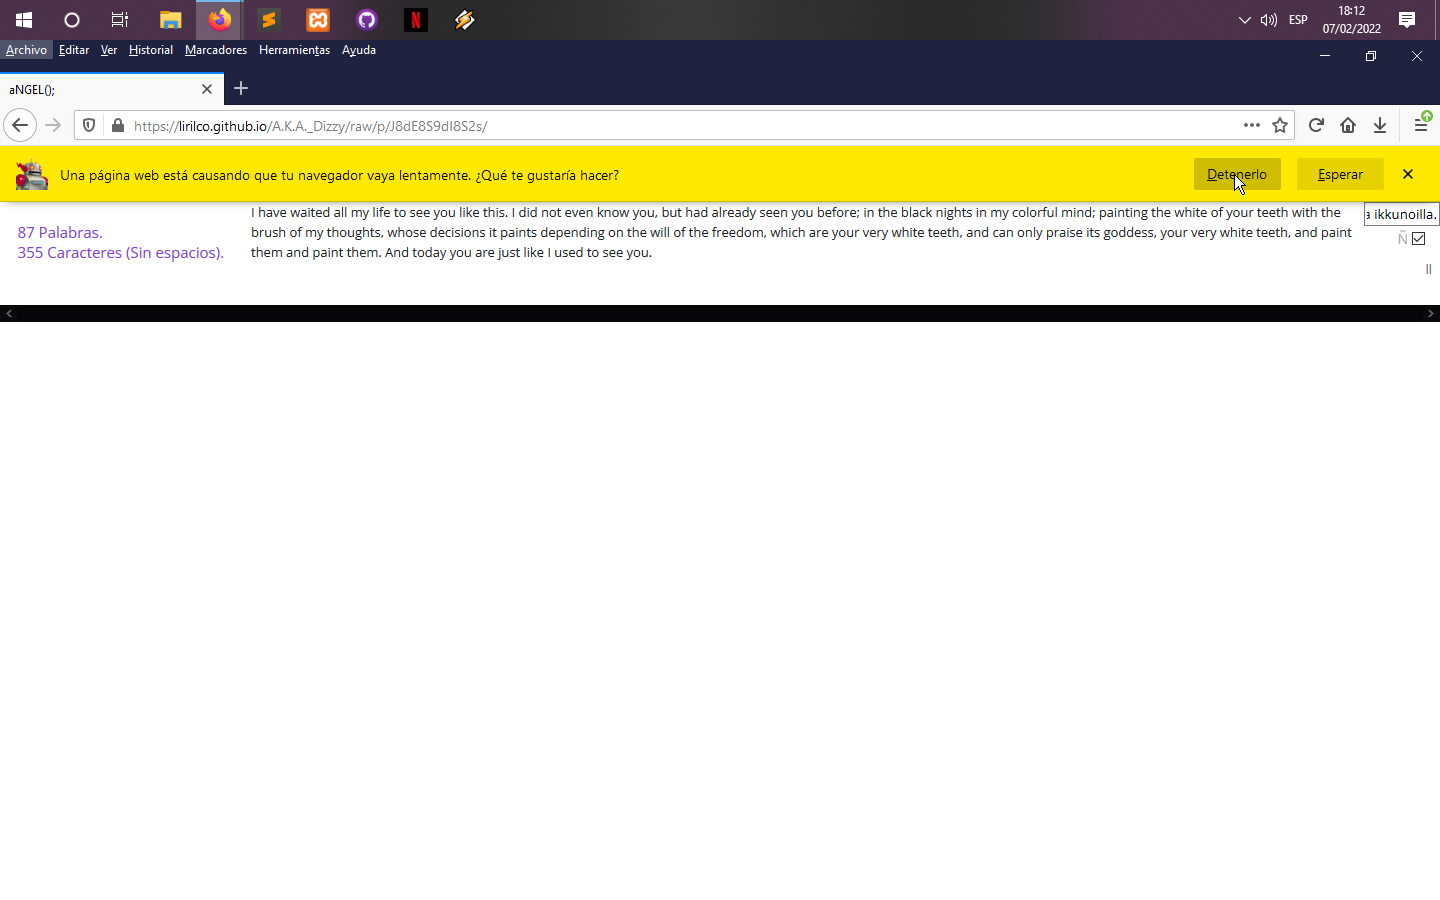 18:12
ESP
07/02/2022
Archivo Editar Ver Historial Marcadores Herramientas Ayuda
aNGEL();
https://lirilco.github.io/A.K.A._Dizzy/raw/p/J8dE8S9dI8S2s/
Una página web está causando que tu navegador vaya lentamente. ¿Qué te gustaría hacer?
Detenerlo
Esperar
I have waited all my life to see you like this. I did not even know you, but had already seen you before; in the black nights in my colorful mind; painting the white of your teeth with the
brush of my thoughts, whose decisions it paints depending on the will of the freedom, which are your very white teeth, and can only praise its goddess, your very white teeth, and paint
them and paint them. And today you are just like I used to see you.
87 Palabras.
355 Caracteres (Sin espacios).
a ikkunoilla.
Ñ
||